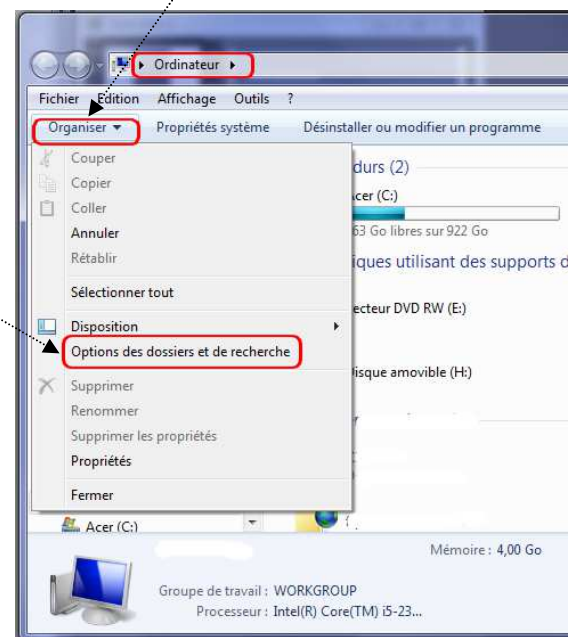 Ordinateur
Fichier Edition Affichage Outils ?
Organiser Propriétés système Désinstaller ou modifier un programme
Couper
Copier
Coller
Annuler
Rétablir
Sélectionner tout
Disposition
Options des dossiers et de recherche
Supprimer
Renommer
Supprimer les propriétés
Propriétés
Fermer
durs (2)
Acer (C:)
63 Go libres sur 922 Go
iques utilisant des supports d
ecteur DVD RW (E:)
Disque amovible (H:)
Acer (C:)
Mémoire : 4,00 Go
Groupe de travail : WORKGROUP
Processeur : Intel(R) Core(TM) i5-23...